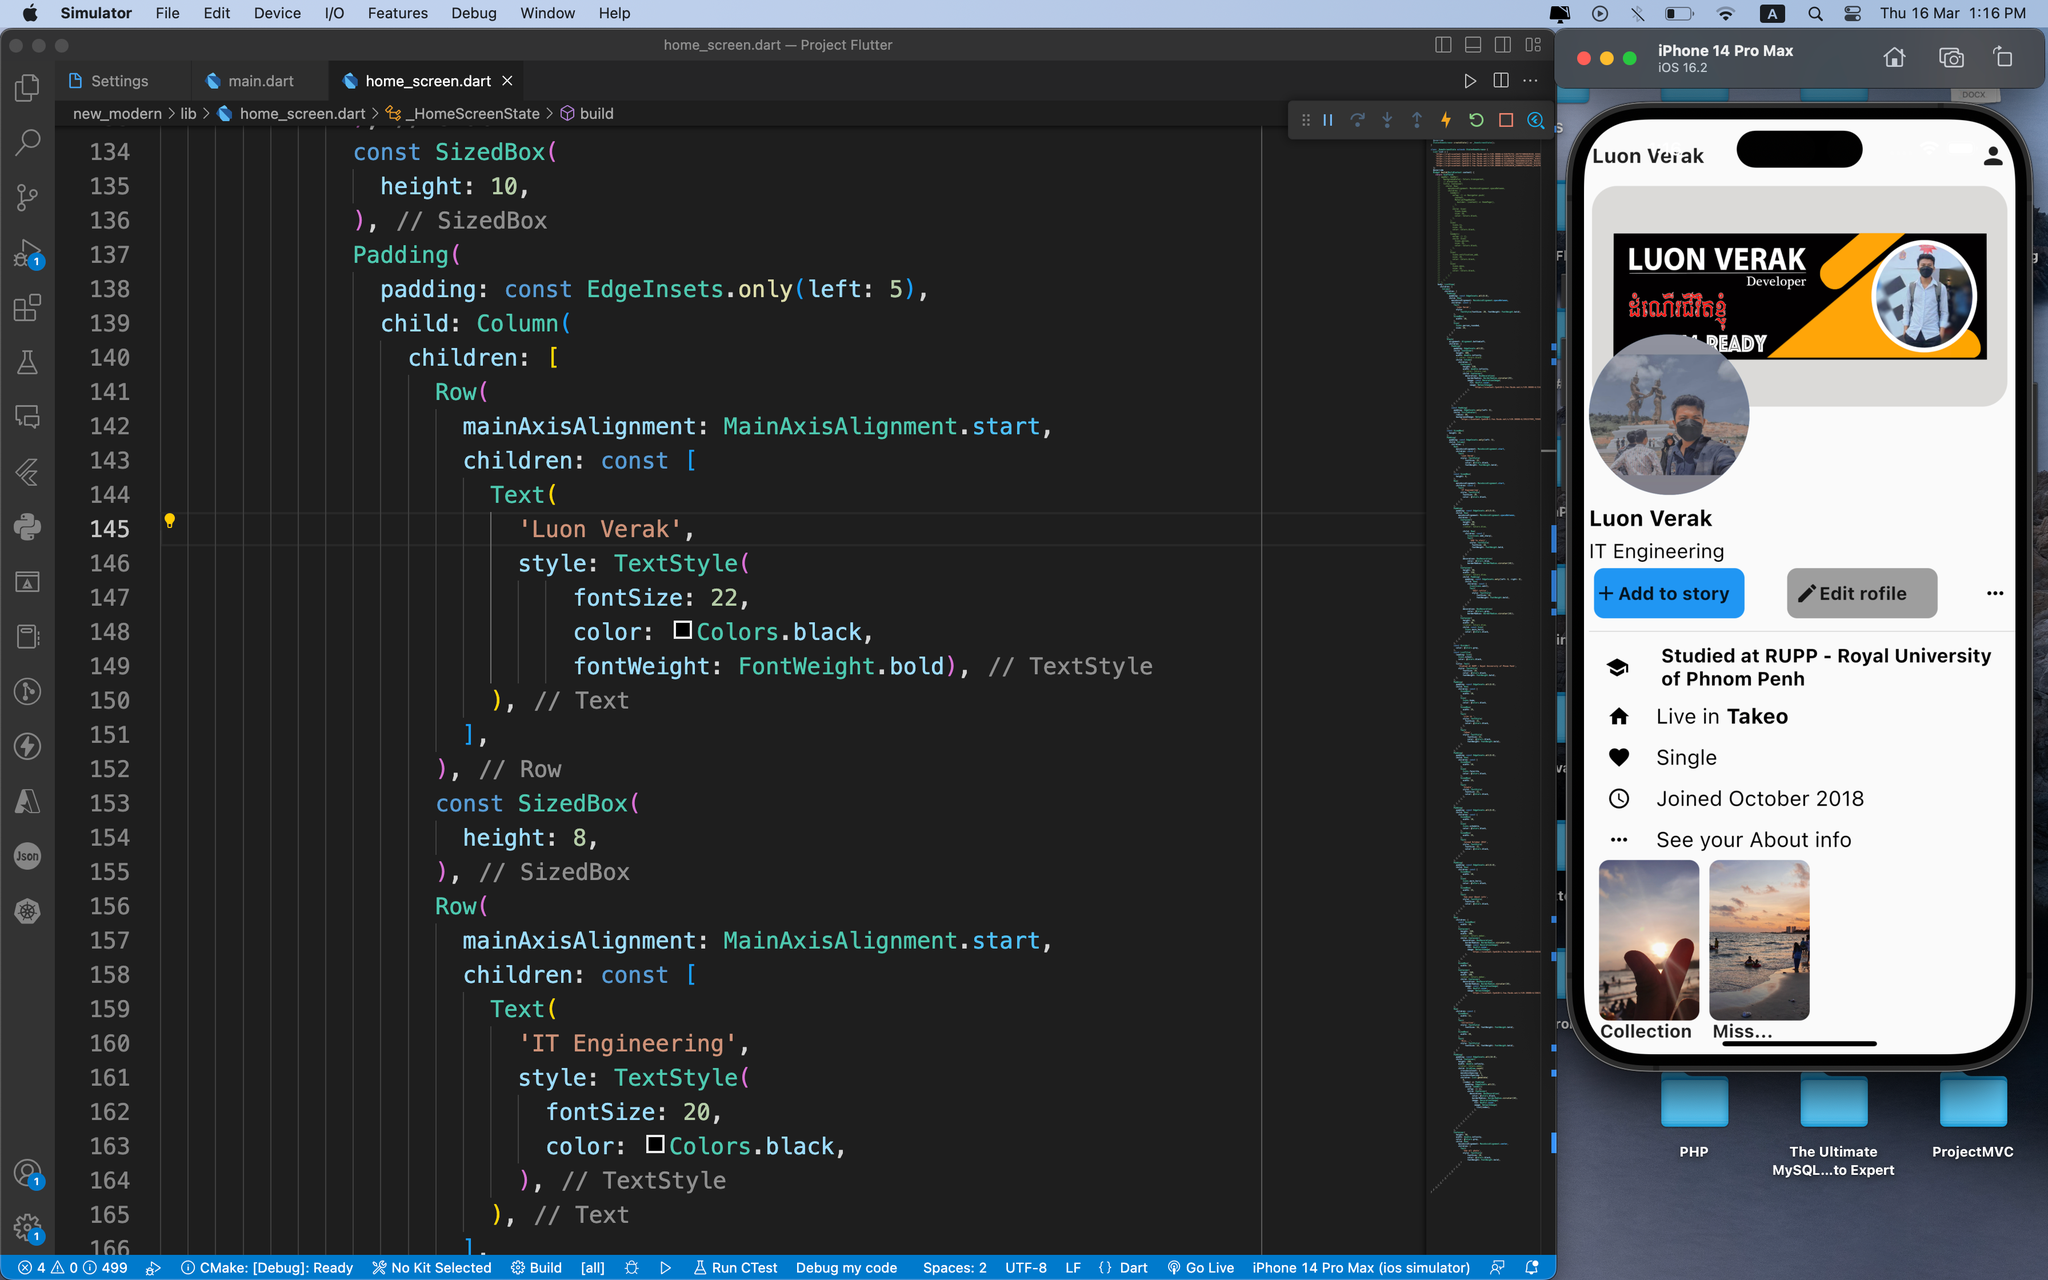 Simulator File Edit Device I/O Features Debug Window Help
A Thu 16 Mar 1:16 PM
home_screen.dart — Project Flutter
Settings main.dart home_screen.dart
new_modern > lib > home_screen.dart > _HomeScreenState > build
134 const SizedBox(
135 height: 10,
136 ), // SizedBox
137 Padding(
138 padding: const EdgeInsets.only(left: 5),
139 child: Column(
140 children: [
141 Row(
142 mainAxisAlignment: MainAxisAlignment.start,
143 children: const [
144 Text(
145 'Luon Verak',
146 style: TextStyle(
147 fontSize: 22,
148 color: Colors.black,
149 fontWeight: FontWeight.bold), // TextStyle
150 ), // Text
151 ],
152 ), // Row
153 const SizedBox(
154 height: 8,
155 ), // SizedBox
156 Row(
157 mainAxisAlignment: MainAxisAlignment.start,
158 children: const [
159 Text(
160 'IT Engineering',
161 style: TextStyle(
162 fontSize: 20,
163 color: Colors.black,
164 ), // TextStyle
165 ), // Text
166 ],
1
Json
1
1
4 0 499 CMake: [Debug]: Ready No Kit Selected Build [all] Run CTest Debug my code Spaces: 2 UTF-8 LF {} Dart Go Live iPhone 14 Pro Max (ios simulator)
iPhone 14 Pro Max
iOS 16.2
DOCX
Luon Verak
LUON VERAK
Developer
ដំណើរជីវិតខ្ញុំ
READY
Luon Verak
IT Engineering
+ Add to story Edit rofile
Studied at RUPP - Royal University
of Phnom Penh
Live in Takeo
Single
Joined October 2018
See your About info
Collection Miss...
PHP
The Ultimate
MySQL...to Expert
ProjectMVC